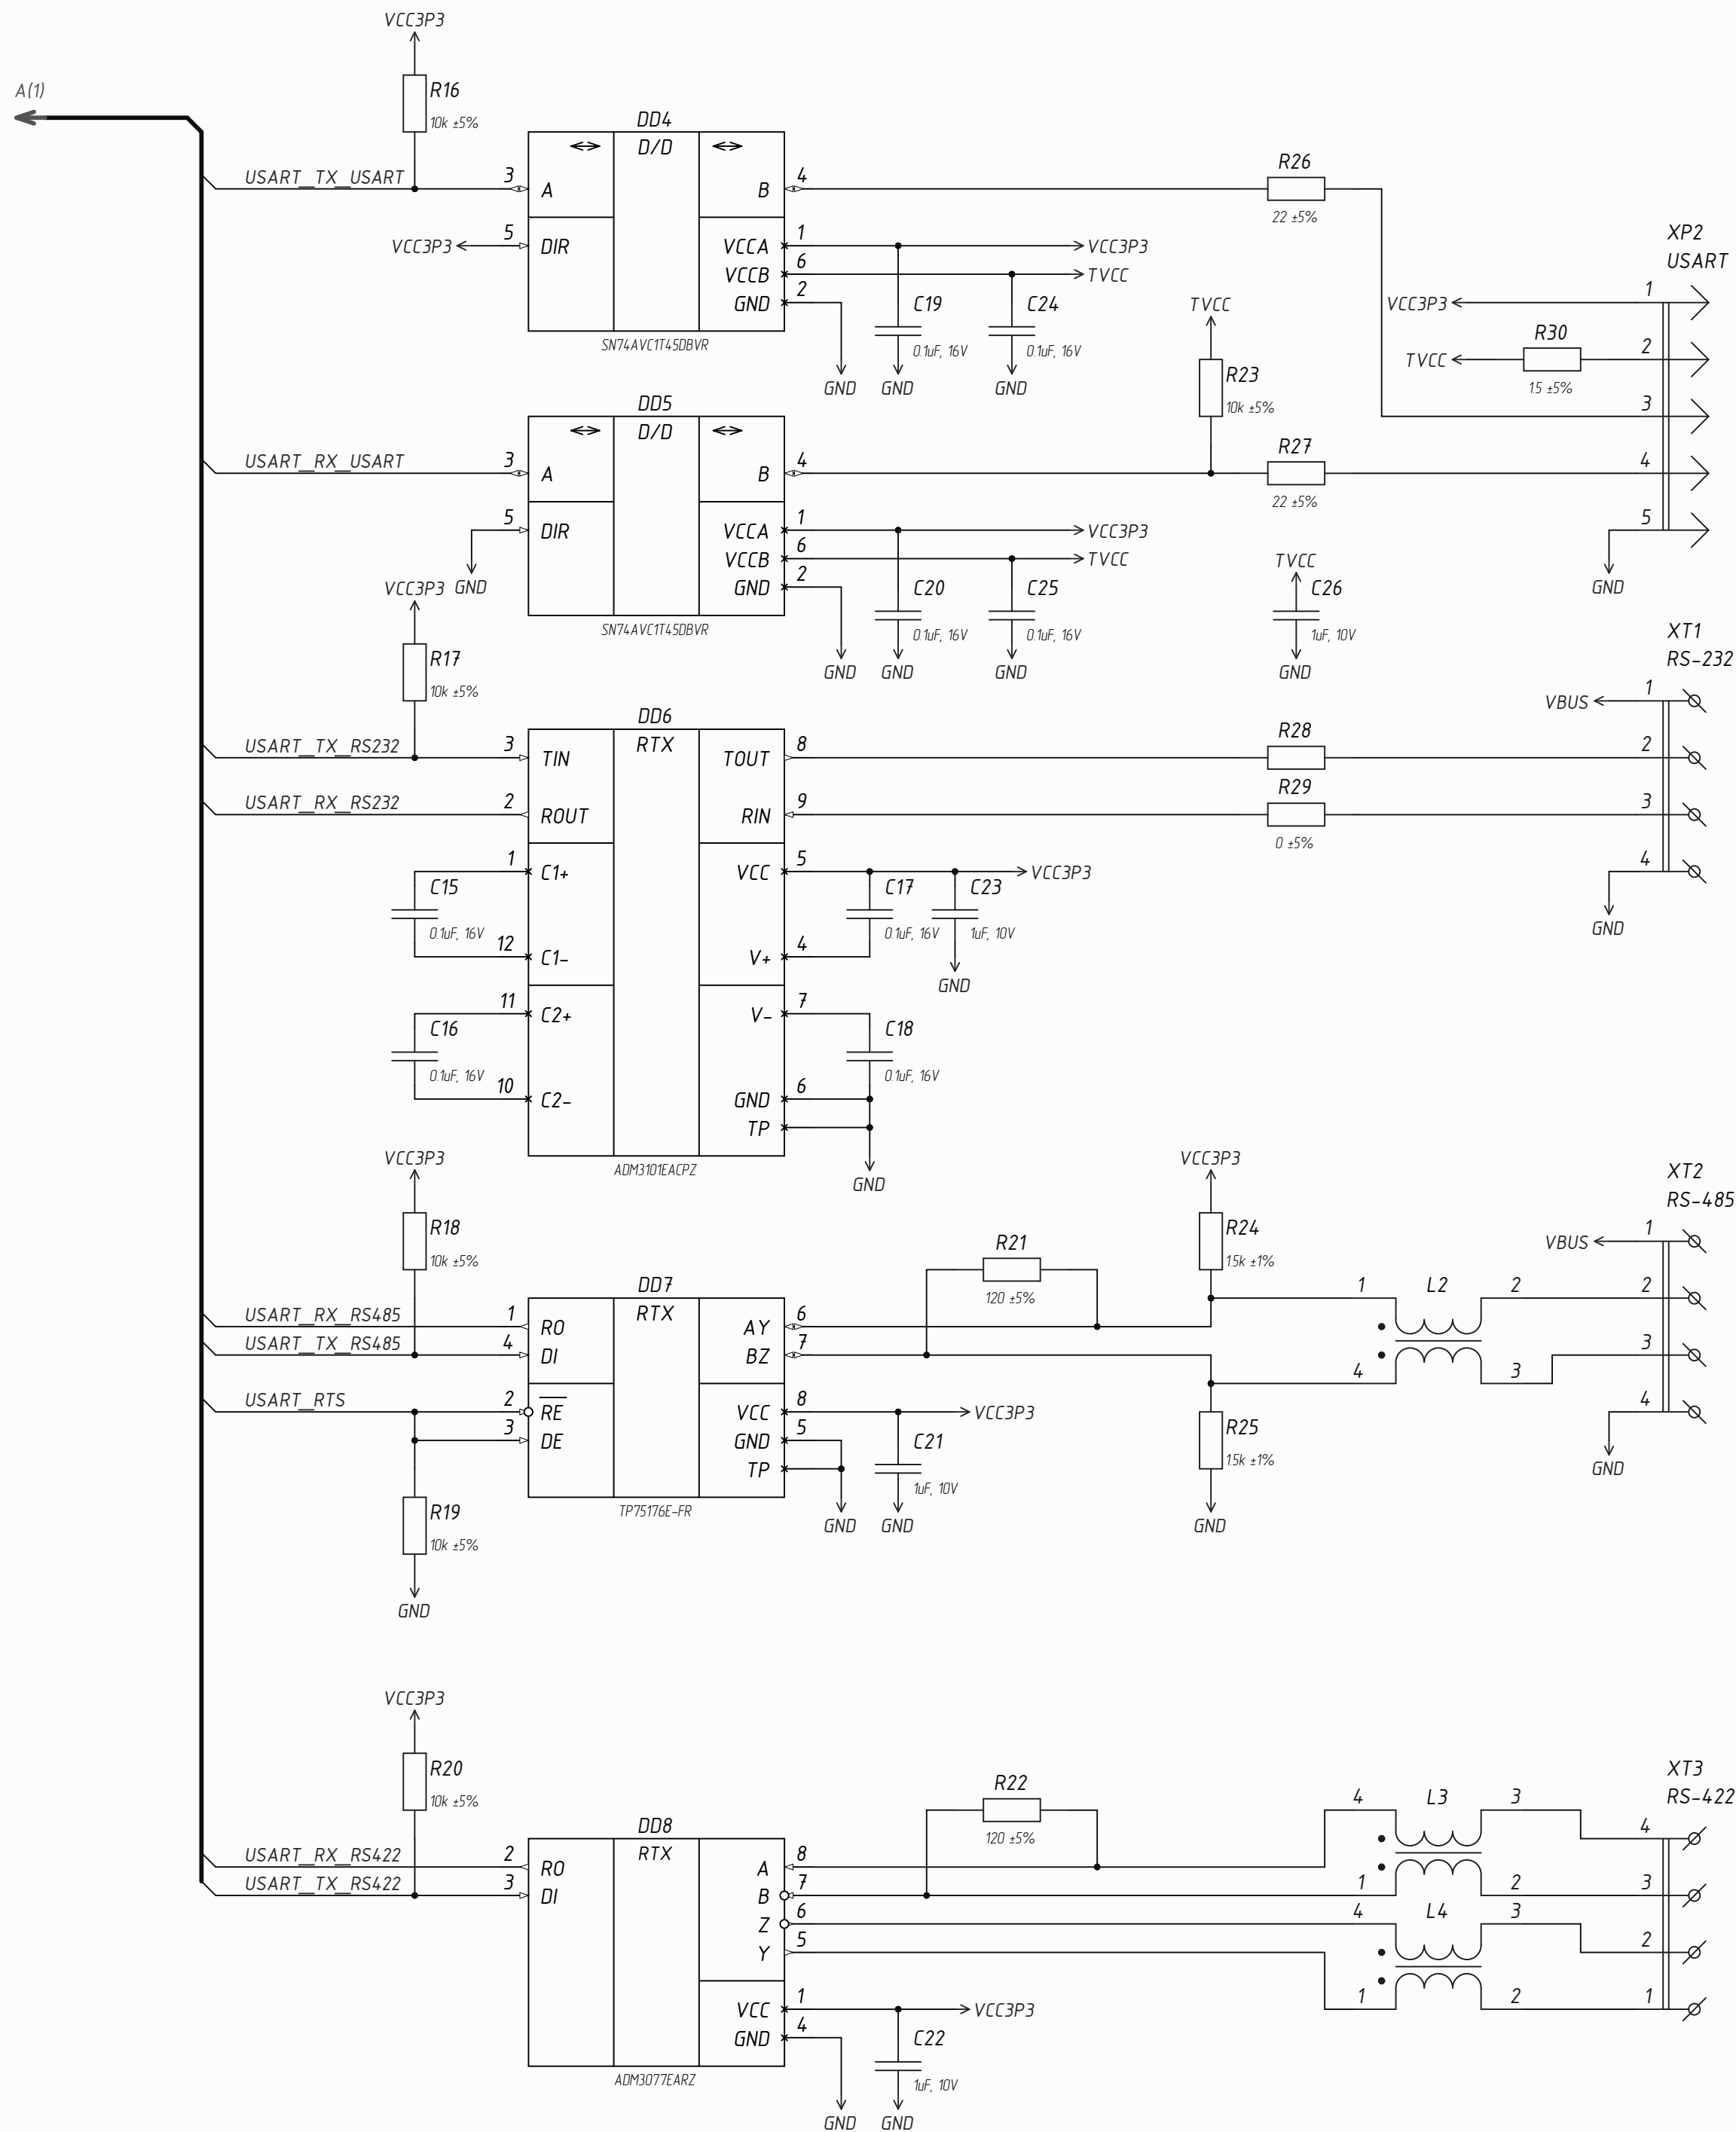 VCC3P3
A(1)
R16
10k ±5%
DD4
D/D
USART_TX_USART
3
A
B
4
R26
22 ±5%
VCC3P3
5
DIR
VCCA
1
VCC3P3
VCCB
6
TVCC
GND
2
C19
0.1uF, 16V
C24
0.1uF, 16V
SN74AVC1T45DBVR
GND
GND
GND
XP2
USART
VCC3P3
1
TVCC
R30
1.5 ±5%
2
3
4
5
GND
TVCC
R23
10k ±5%
DD5
D/D
USART_RX_USART
3
A
B
4
R27
22 ±5%
5
DIR
GND
VCCA
1
VCC3P3
VCCB
6
TVCC
GND
2
C20
0.1uF, 16V
C25
0.1uF, 16V
SN74AVC1T45DBVR
GND
GND
GND
TVCC
C26
1uF, 10V
GND
VCC3P3
R17
10k ±5%
XT1
RS-232
VBUS
1
2
3
4
GND
DD6
RTX
USART_TX_RS232
3
TIN
TOUT
8
R28
USART_RX_RS232
2
ROUT
RIN
9
R29
0 ±5%
1
C1+
C15
0.1uF, 16V
12
C1-
VCC
5
VCC3P3
C17
0.1uF, 16V
C23
1uF, 10V
V+
4
GND
11
C2+
C16
0.1uF, 16V
10
C2-
V-
7
C18
0.1uF, 16V
GND
6
TP
GND
ADM3101EACPZ
VCC3P3
R18
10k ±5%
VCC3P3
R24
1.5k ±1%
XT2
RS-485
VBUS
1
2
3
4
GND
R21
120 ±5%
DD7
RTX
USART_RX_RS485
1
RO
AY
6
USART_TX_RS485
4
DI
BZ
7
1
L2
2
4
3
USART_RTS
2
RE
3
DE
VCC
8
VCC3P3
GND
5
TP
C21
1uF, 10V
TP75176E-FR
GND
GND
R25
1.5k ±1%
GND
R19
10k ±5%
GND
VCC3P3
R20
10k ±5%
R22
120 ±5%
DD8
RTX
USART_RX_RS422
2
RO
A
8
USART_TX_RS422
3
DI
B
7
Z
6
Y
5
VCC
1
VCC3P3
GND
4
C22
1uF, 10V
ADM3077EARZ
GND
GND
4
L3
3
1
2
4
L4
3
1
2
XT3
RS-422
4
3
2
1